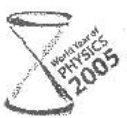 World Year of
PHYSICS
2005